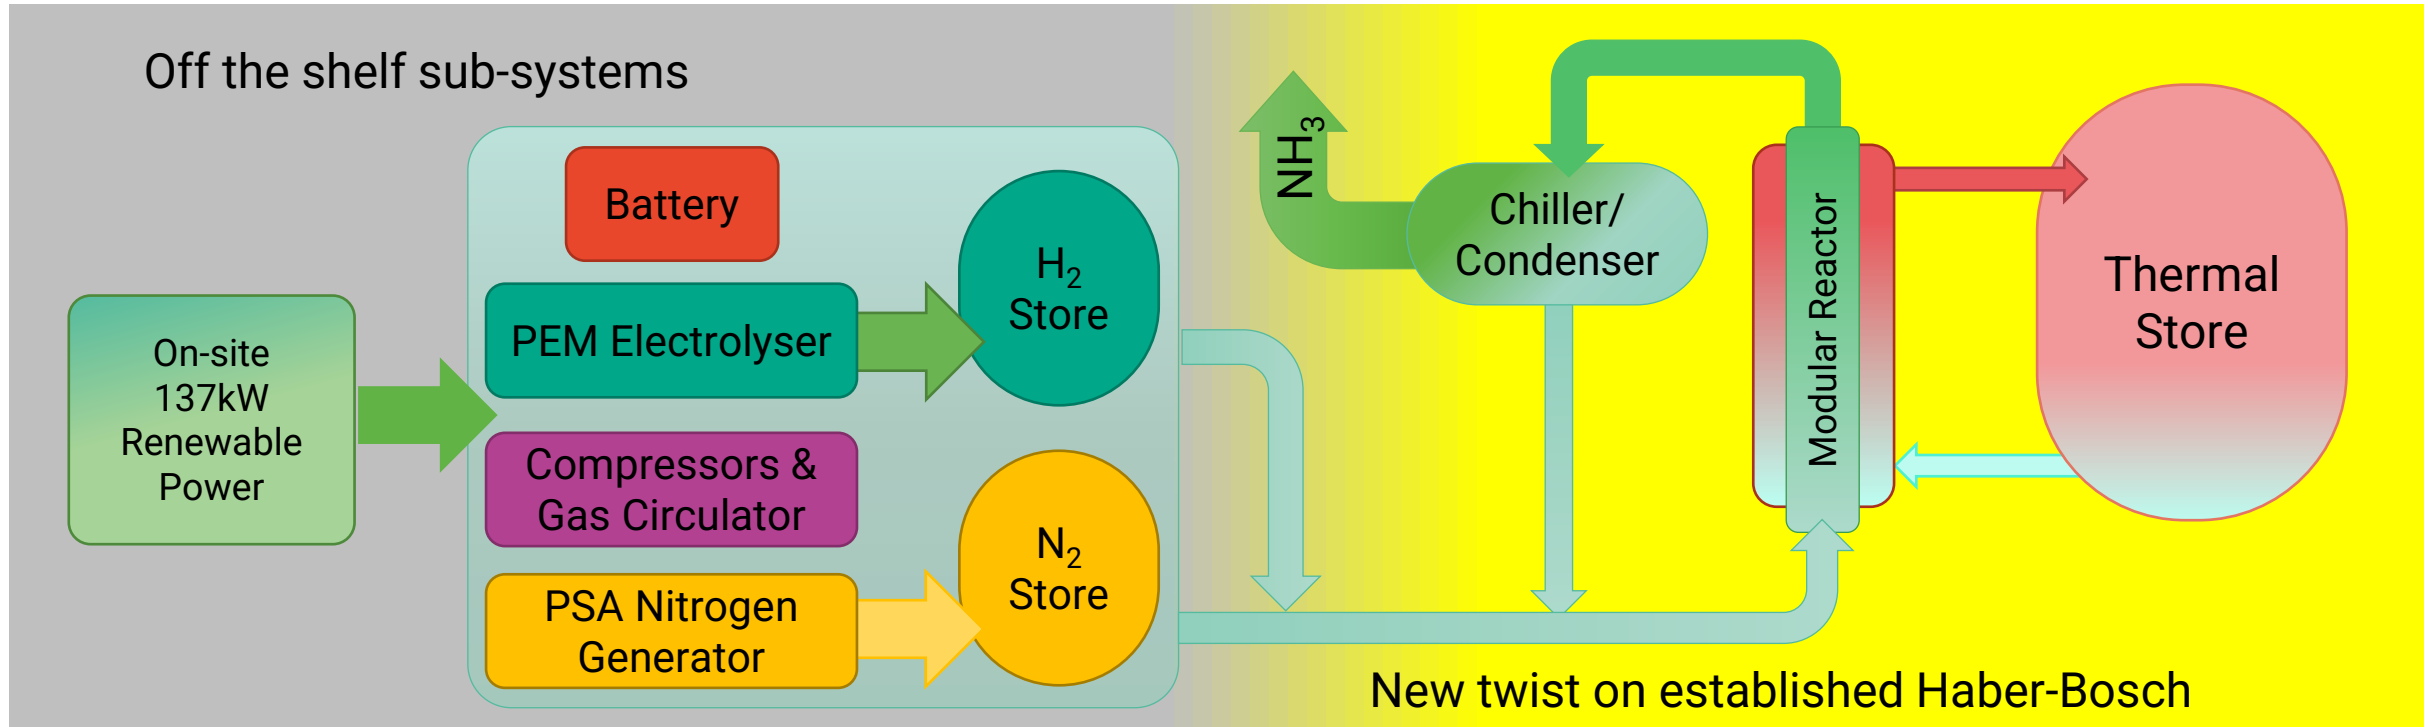 Off the shelf sub-systems
On-site
137kW
Renewable
Power
Battery
PEM Electrolyser
Compressors &
Gas Circulator
PSA Nitrogen
Generator
H₂
Store
N₂
Store
NH₃
Chiller/
Condenser
Modular Reactor
Thermal
Store
New twist on established Haber-Bosch